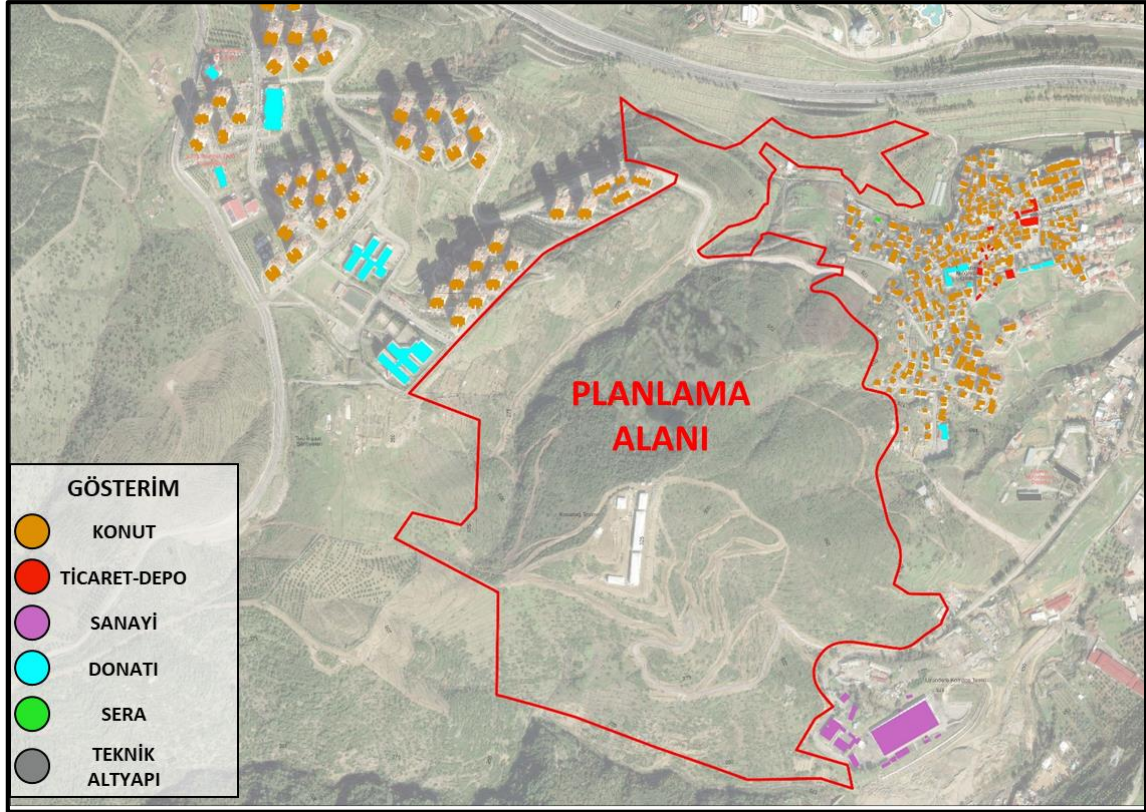 PLANLAMA
ALANI
GÖSTERİM
KONUT
TİCARET-DEPO
SANAYİ
DONATI
SERA
TEKNİK
ALTYAPI